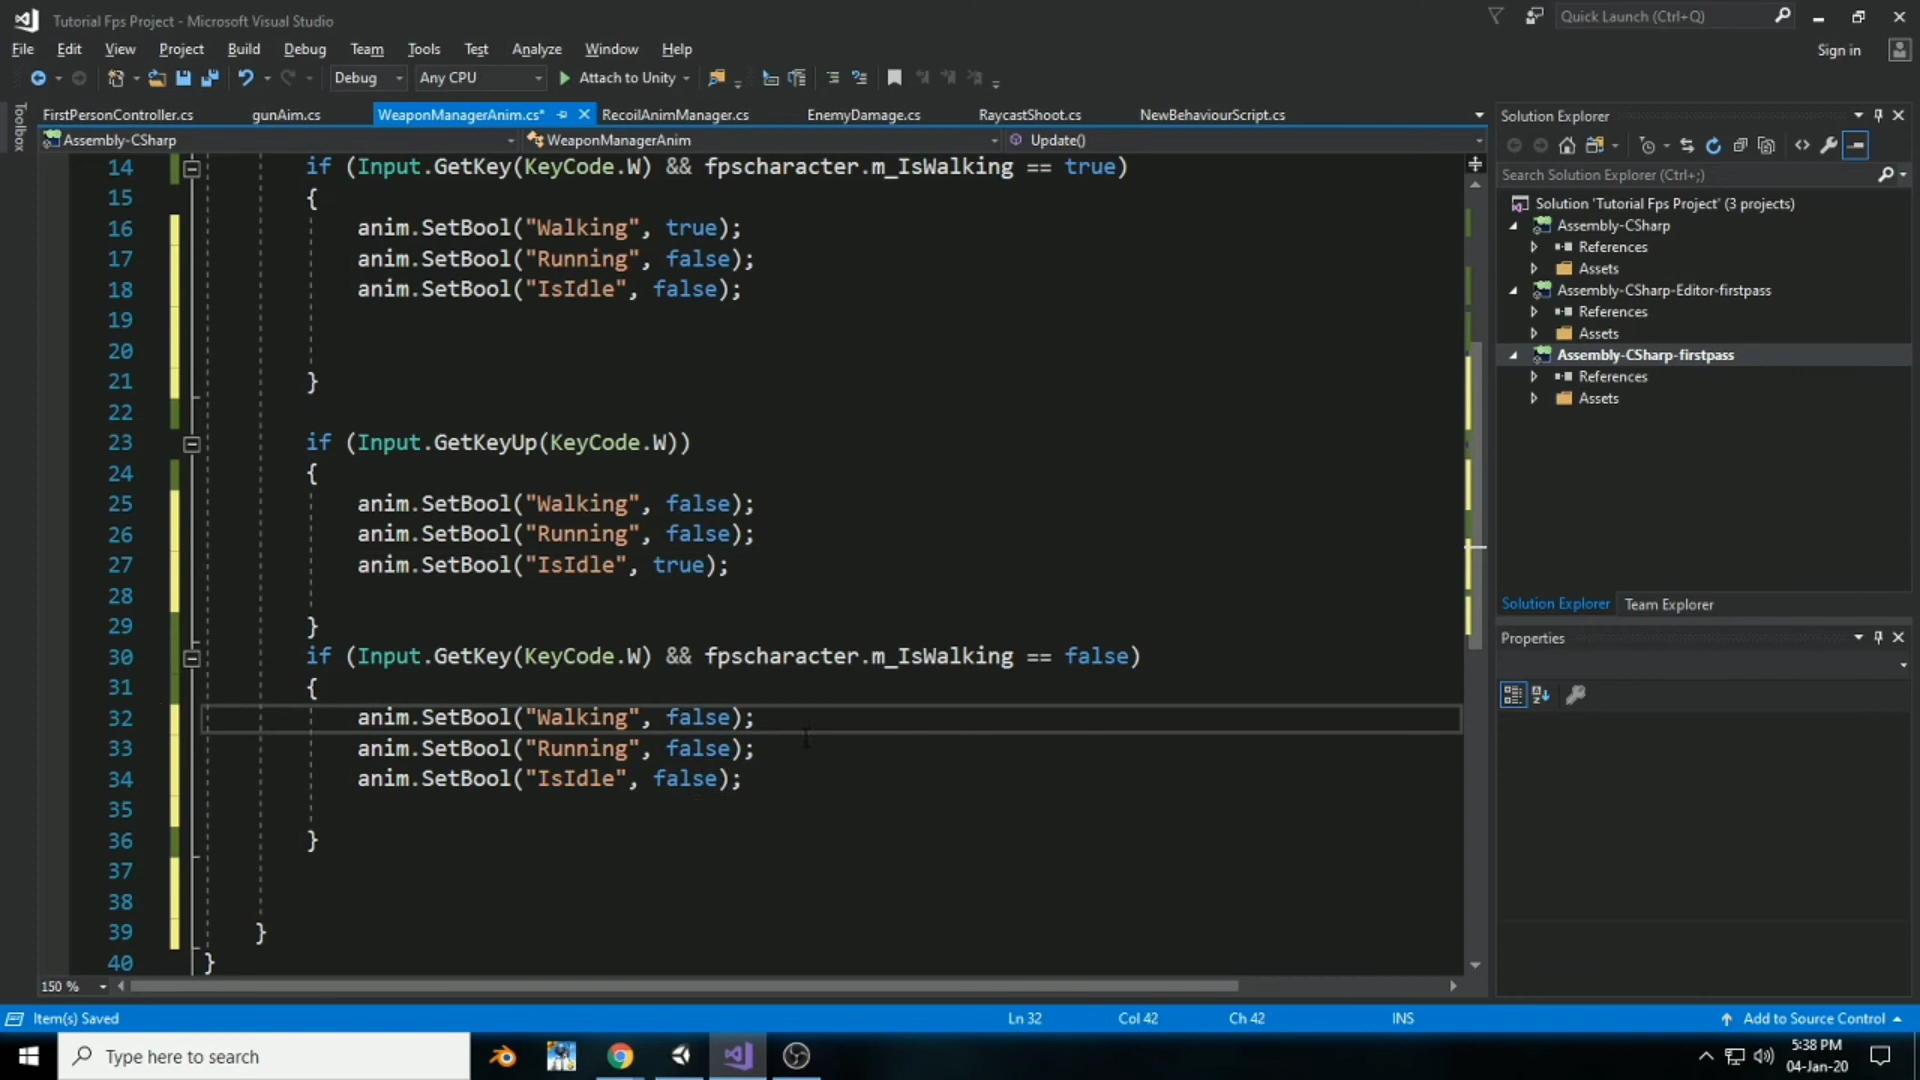 Tutorial Fps Project - Microsoft Visual Studio
Quick Launch (Ctrl+Q)
File Edit View Project Build Debug Team Tools Test Analyze Window Help
Sign in
Debug Any CPU Attach to Unity
Toolbox
FirstPersonController.cs gunAim.cs WeaponManagerAnim.cs* RecoilAnimManager.cs EnemyDamage.cs RaycastShoot.cs NewBehaviourScript.cs
Assembly-CSharp WeaponManagerAnim Update()
14 if (Input.GetKey(KeyCode.W) && fpscharacter.m_IsWalking == true)
15 {
16 anim.SetBool("Walking", true);
17 anim.SetBool("Running", false);
18 anim.SetBool("IsIdle", false);
19
20
21 }
22
23 if (Input.GetKeyUp(KeyCode.W))
24 {
25 anim.SetBool("Walking", false);
26 anim.SetBool("Running", false);
27 anim.SetBool("IsIdle", true);
28
29 }
30 if (Input.GetKey(KeyCode.W) && fpscharacter.m_IsWalking == false)
31 {
32 anim.SetBool("Walking", false);
33 anim.SetBool("Running", false);
34 anim.SetBool("IsIdle", false);
35
36 }
37
38
39 }
40 }
150 %
Solution Explorer
Search Solution Explorer (Ctrl+;)
Solution 'Tutorial Fps Project' (3 projects)
Assembly-CSharp
References
Assets
Assembly-CSharp-Editor-firstpass
References
Assets
Assembly-CSharp-firstpass
References
Assets
Solution Explorer Team Explorer
Properties
Item(s) Saved Ln 32 Col 42 Ch 42 INS Add to Source Control
Type here to search
5:38 PM
04-Jan-20